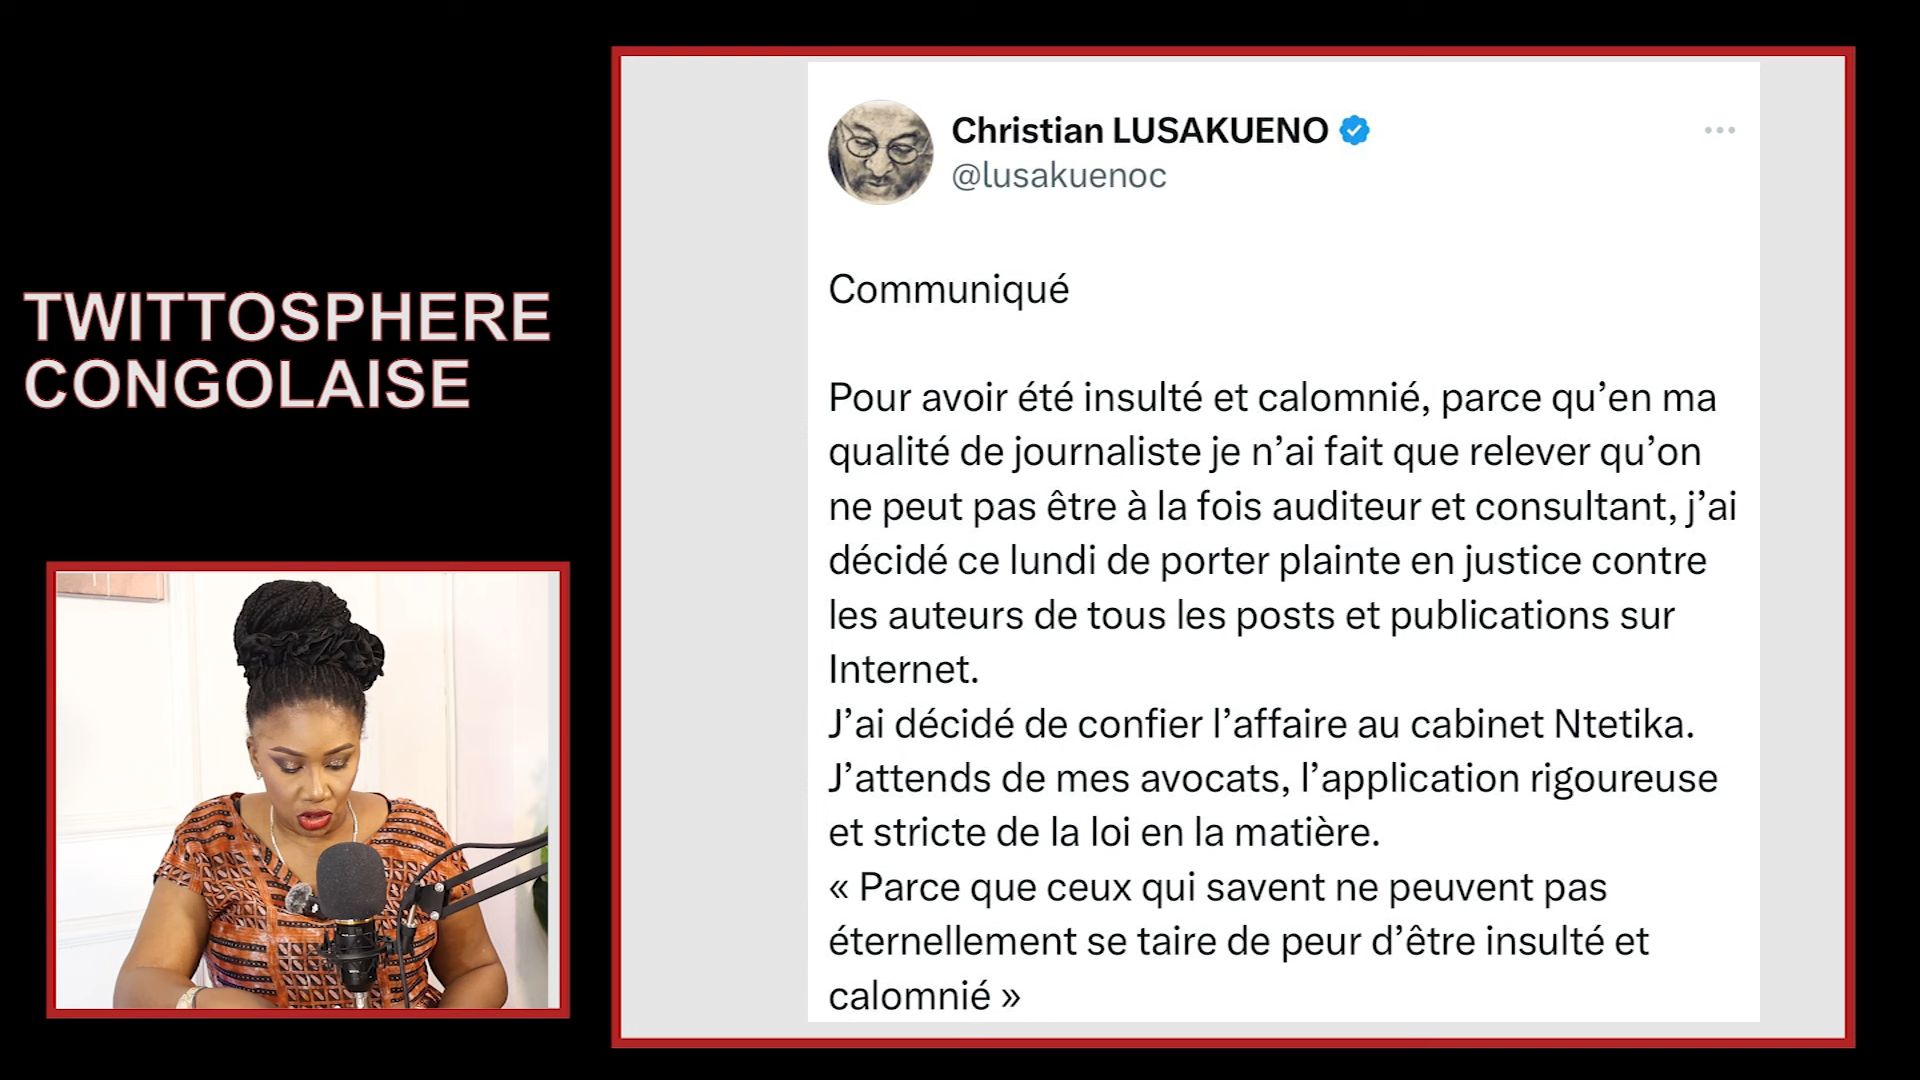 TWITTOSPHERE
CONGOLAISE
Christian LUSAKUENO
@lusakuenoc
Communiqué
Pour avoir été insulté et calomnié, parce qu’en ma
qualité de journaliste je n’ai fait que relever qu’on
ne peut pas être à la fois auditeur et consultant, j’ai
décidé ce lundi de porter plainte en justice contre
les auteurs de tous les posts et publications sur
Internet.
J’ai décidé de confier l’affaire au cabinet Ntetika.
J’attends de mes avocats, l’application rigoureuse
et stricte de la loi en la matière.
« Parce que ceux qui savent ne peuvent pas
éternellement se taire de peur d’être insulté et
calomnié »